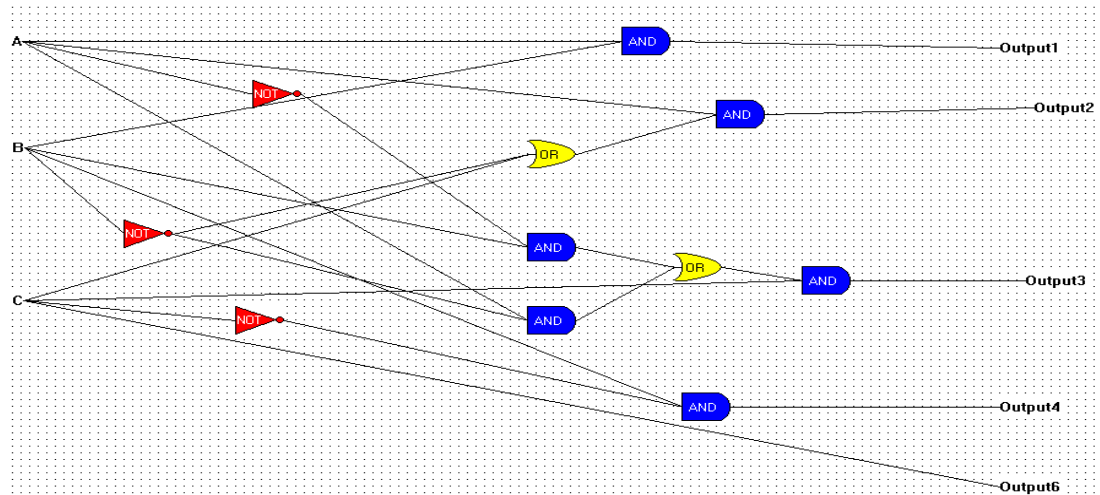 A
AND
Output1
NOT
AND
Output2
B
OR
NOT
AND
OR
AND
Output3
C
NOT
AND
AND
Output4
Output6